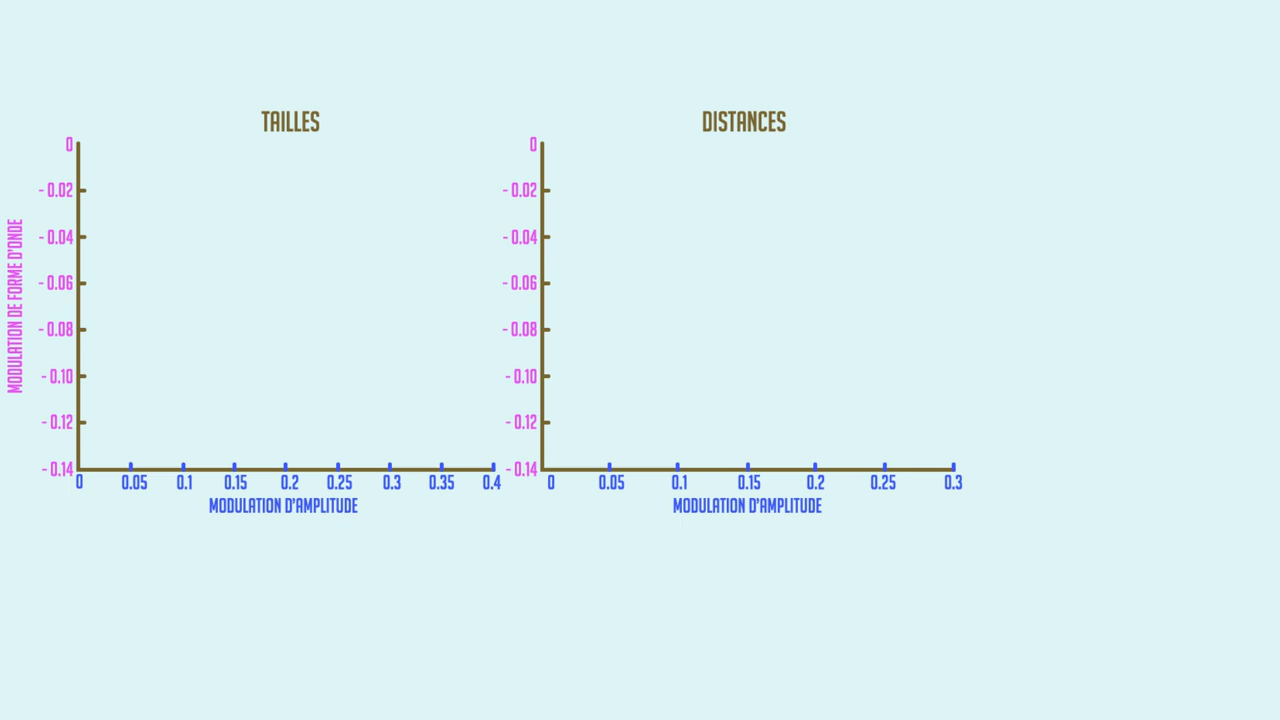 TAILLES
0
- 0.02
- 0.04
- 0.06
- 0.08
- 0.10
- 0.12
- 0.14
MODULATION DE FORME D'ONDE
0 0.05 0.1 0.15 0.2 0.25 0.3 0.35 0.4
MODULATION D'AMPLITUDE
DISTANCES
0
- 0.02
- 0.04
- 0.06
- 0.08
- 0.10
- 0.12
- 0.14
0 0.05 0.1 0.15 0.2 0.25 0.3
MODULATION D'AMPLITUDE